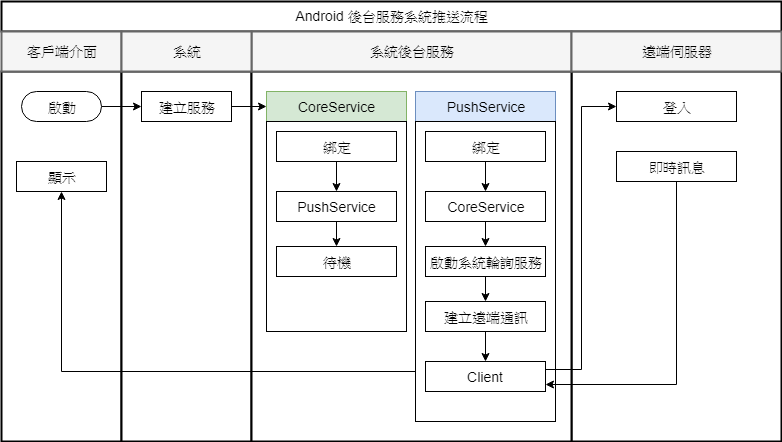 Android 後台服務系統推送流程
客戶端介面
系統
系統後台服務
遠端伺服器
啟動
建立服務
CoreService
PushService
登入
綁定
綁定
顯示
即時訊息
PushService
CoreService
待機
啟動系統輪詢服務
建立遠端通訊
Client